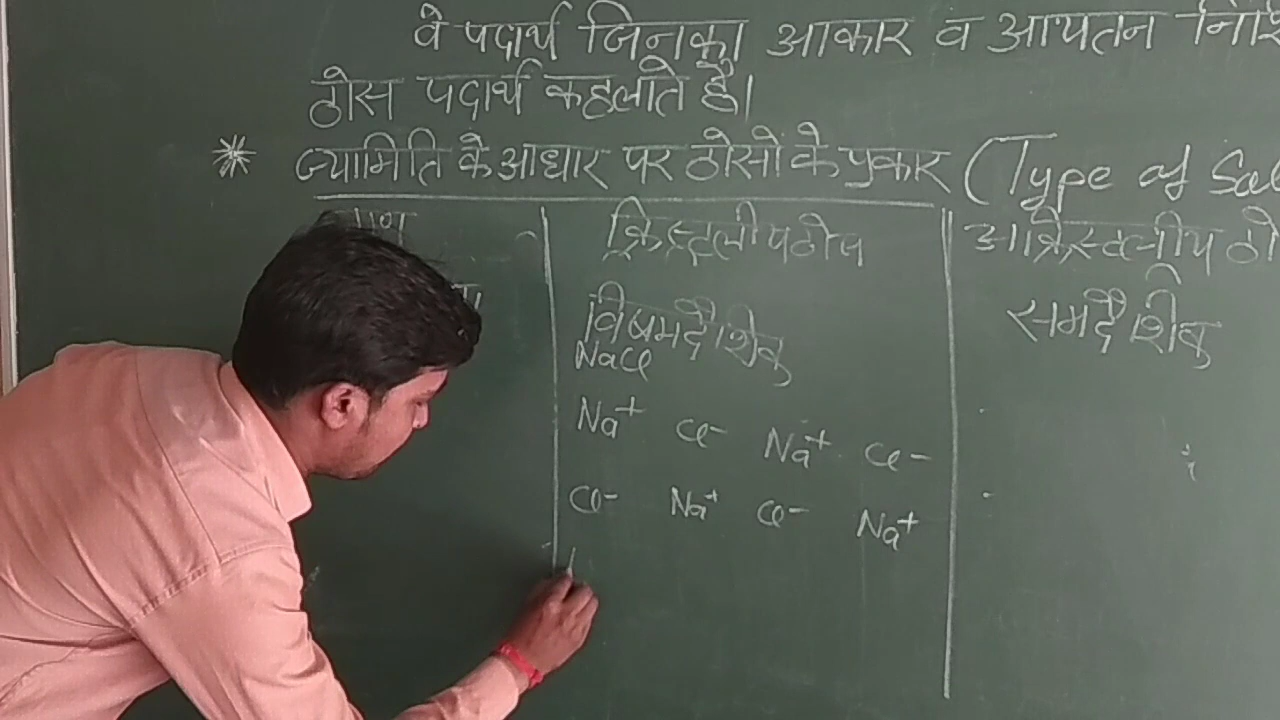 वे पदार्थ जिनका आकार व आयतन
ठोस पदार्थ कहलाते हैं।
* ज्यामिति के आधार पर ठोसों के प्रकार (Type of
क्रिस्टलीय ठोस
अक्रिस्टलीय
विषमदैशिक
समदैशिक
NaCl
Na+ Cl- Na+ Cl-
Cl- Na+ Cl- Na+